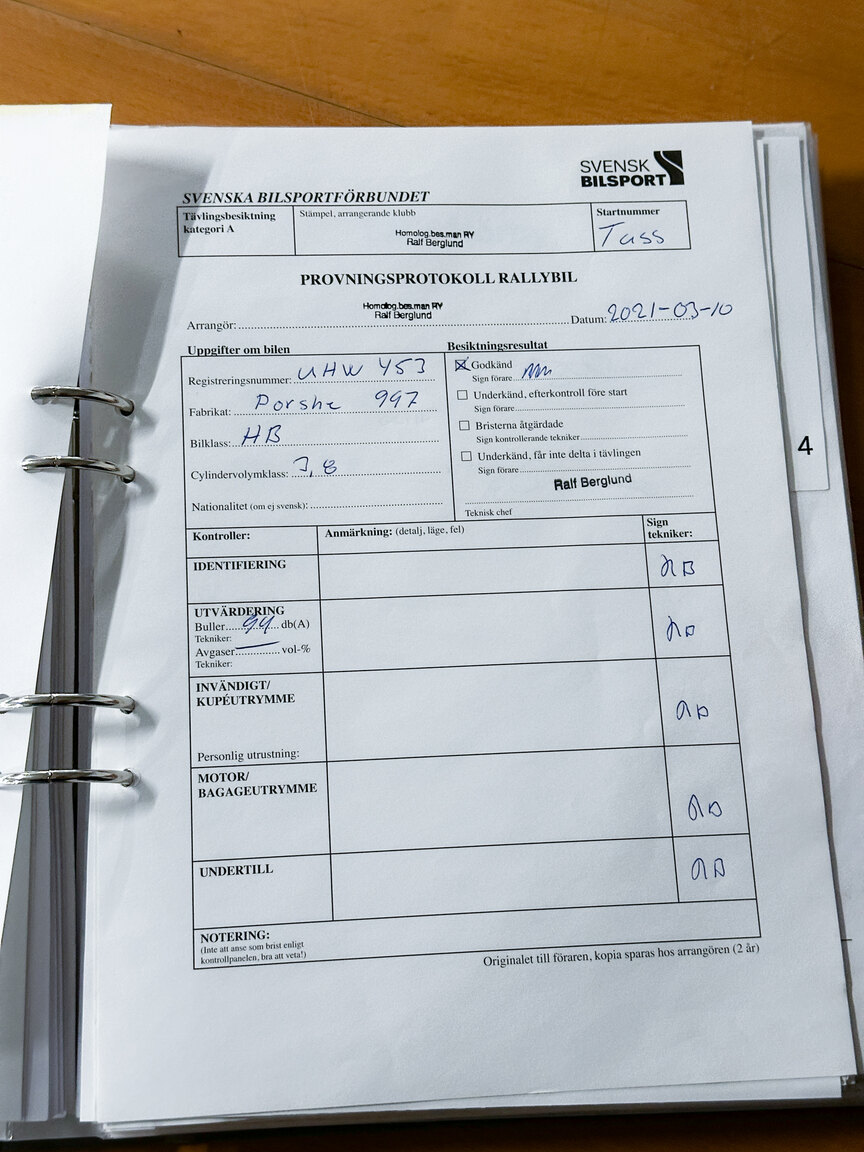 SVENSK
BILSPORT
SVENSKA BILSPORTFÖRBUNDET
Tävlingsbesiktning
kategori A
Stämpel, arrangerande klubb
Homolog.bes.man RY
Ralf Berglund
Startnummer
Tass
PROVNINGSPROTOKOLL RALLYBIL
Homolog.bes.man RY
Ralf Berglund
Arrangör: Datum: 2021-03-10
Uppgifter om bilen
Registreringsnummer: UHW 453
Fabrikat: Porshe 997
Bilklass: HB
Cylindervolymklass: 3,8
Nationalitet (om ej svensk):
Besiktningsresultat
Godkänd
Sign förare
Underkänd, efterkontroll före start
Sign förare
Bristerna åtgärdade
Sign kontrollerande tekniker
Underkänd, får inte delta i tävlingen
Sign förare
Ralf Berglund
Teknisk chef
4
Kontroller: Anmärkning: (detalj, läge, fel) Sign
tekniker:
IDENTIFIERING
UTVÄRDERING
Buller 94 db(A)
Tekniker:
Avgaser vol-%
Tekniker:
INVÄNDIGT/
KUPÉUTRYMME
Personlig utrustning:
MOTOR/
BAGAGEUTRYMME
UNDERTILL
NOTERING:
(Inte att anse som brist enligt
kontrollpanelen, bra att veta!)
Originalet till föraren, kopia sparas hos arrangören (2 år)